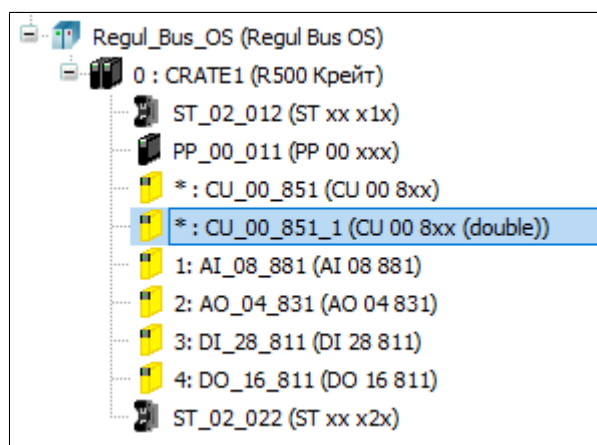 Regul_Bus_OS (Regul Bus OS)
0 : CRATE1 (R500 Крейт)
ST_02_012 (ST xx x1x)
PP_00_011 (PP 00 xxx)
* : CU_00_851 (CU 00 8xx)
* : CU_00_851_1 (CU 00 8xx (double))
1: AI_08_881 (AI 08 881)
2: AO_04_831 (AO 04 831)
3: DI_28_811 (DI 28 811)
4: DO_16_811 (DO 16 811)
ST_02_022 (ST xx x2x)